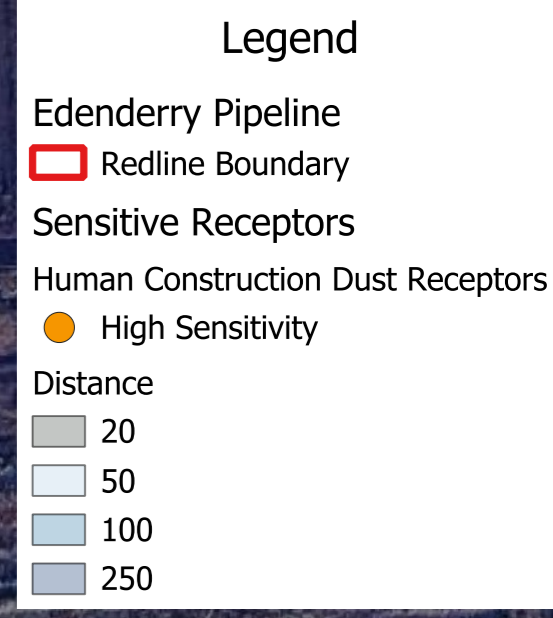 Legend
Edenderry Pipeline
Redline Boundary
Sensitive Receptors
Human Construction Dust Receptors
High Sensitivity
Distance
20
50
100
250